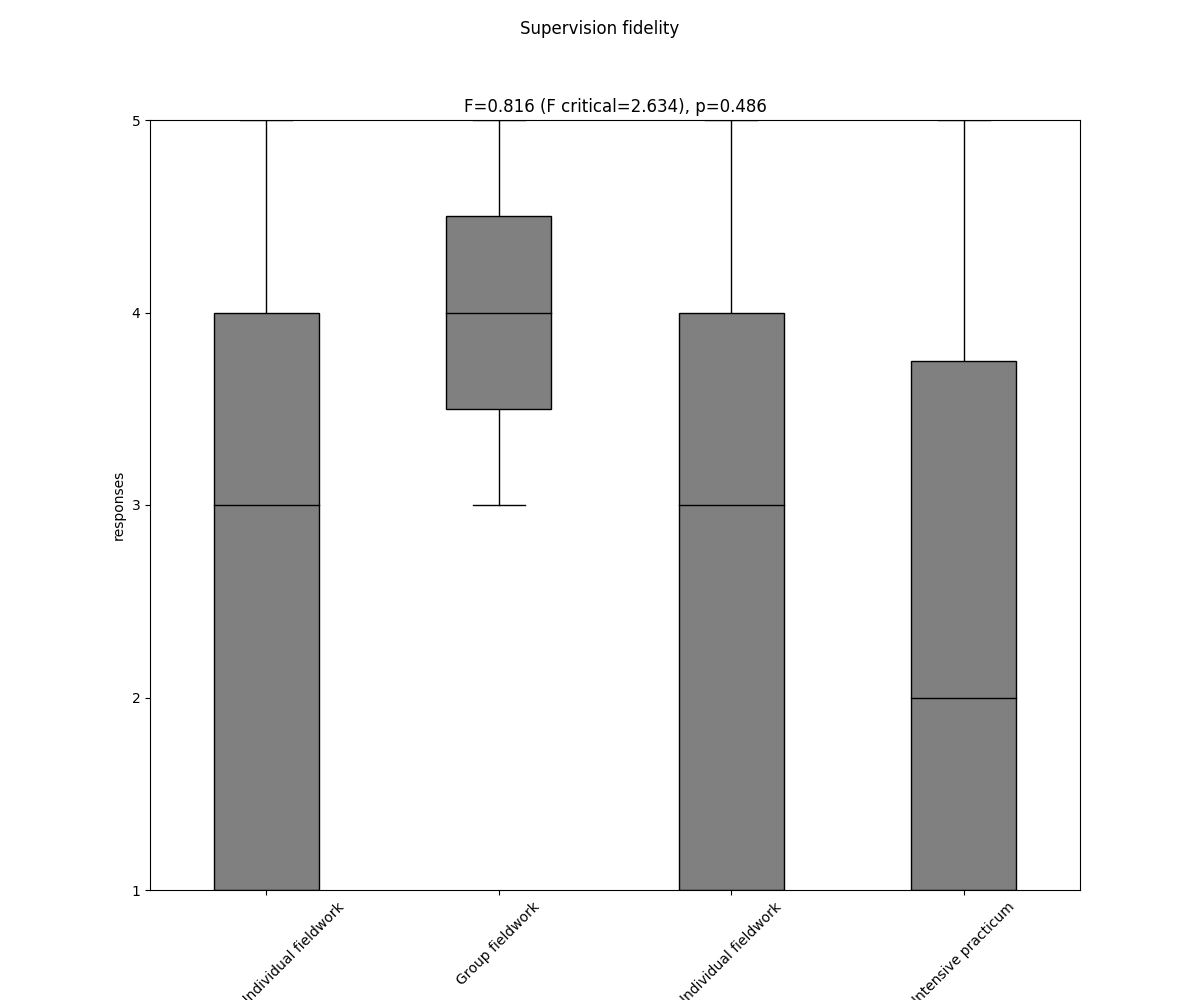 Supervision fidelity
F=0.816 (F critical=2.634), p=0.486
5
4
3
2
1
responses
Individual fieldwork
Group fieldwork
Individual fieldwork
Intensive practicum